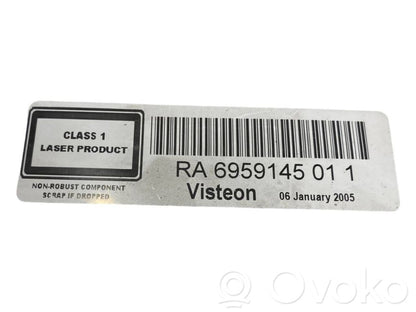 CLASS 1
LASER PRODUCT
NON-ROBUST COMPONENT
SCRAP IF DROPPED
RA 6959145 01 1
Visteon 06 January 2005
© Ovoko